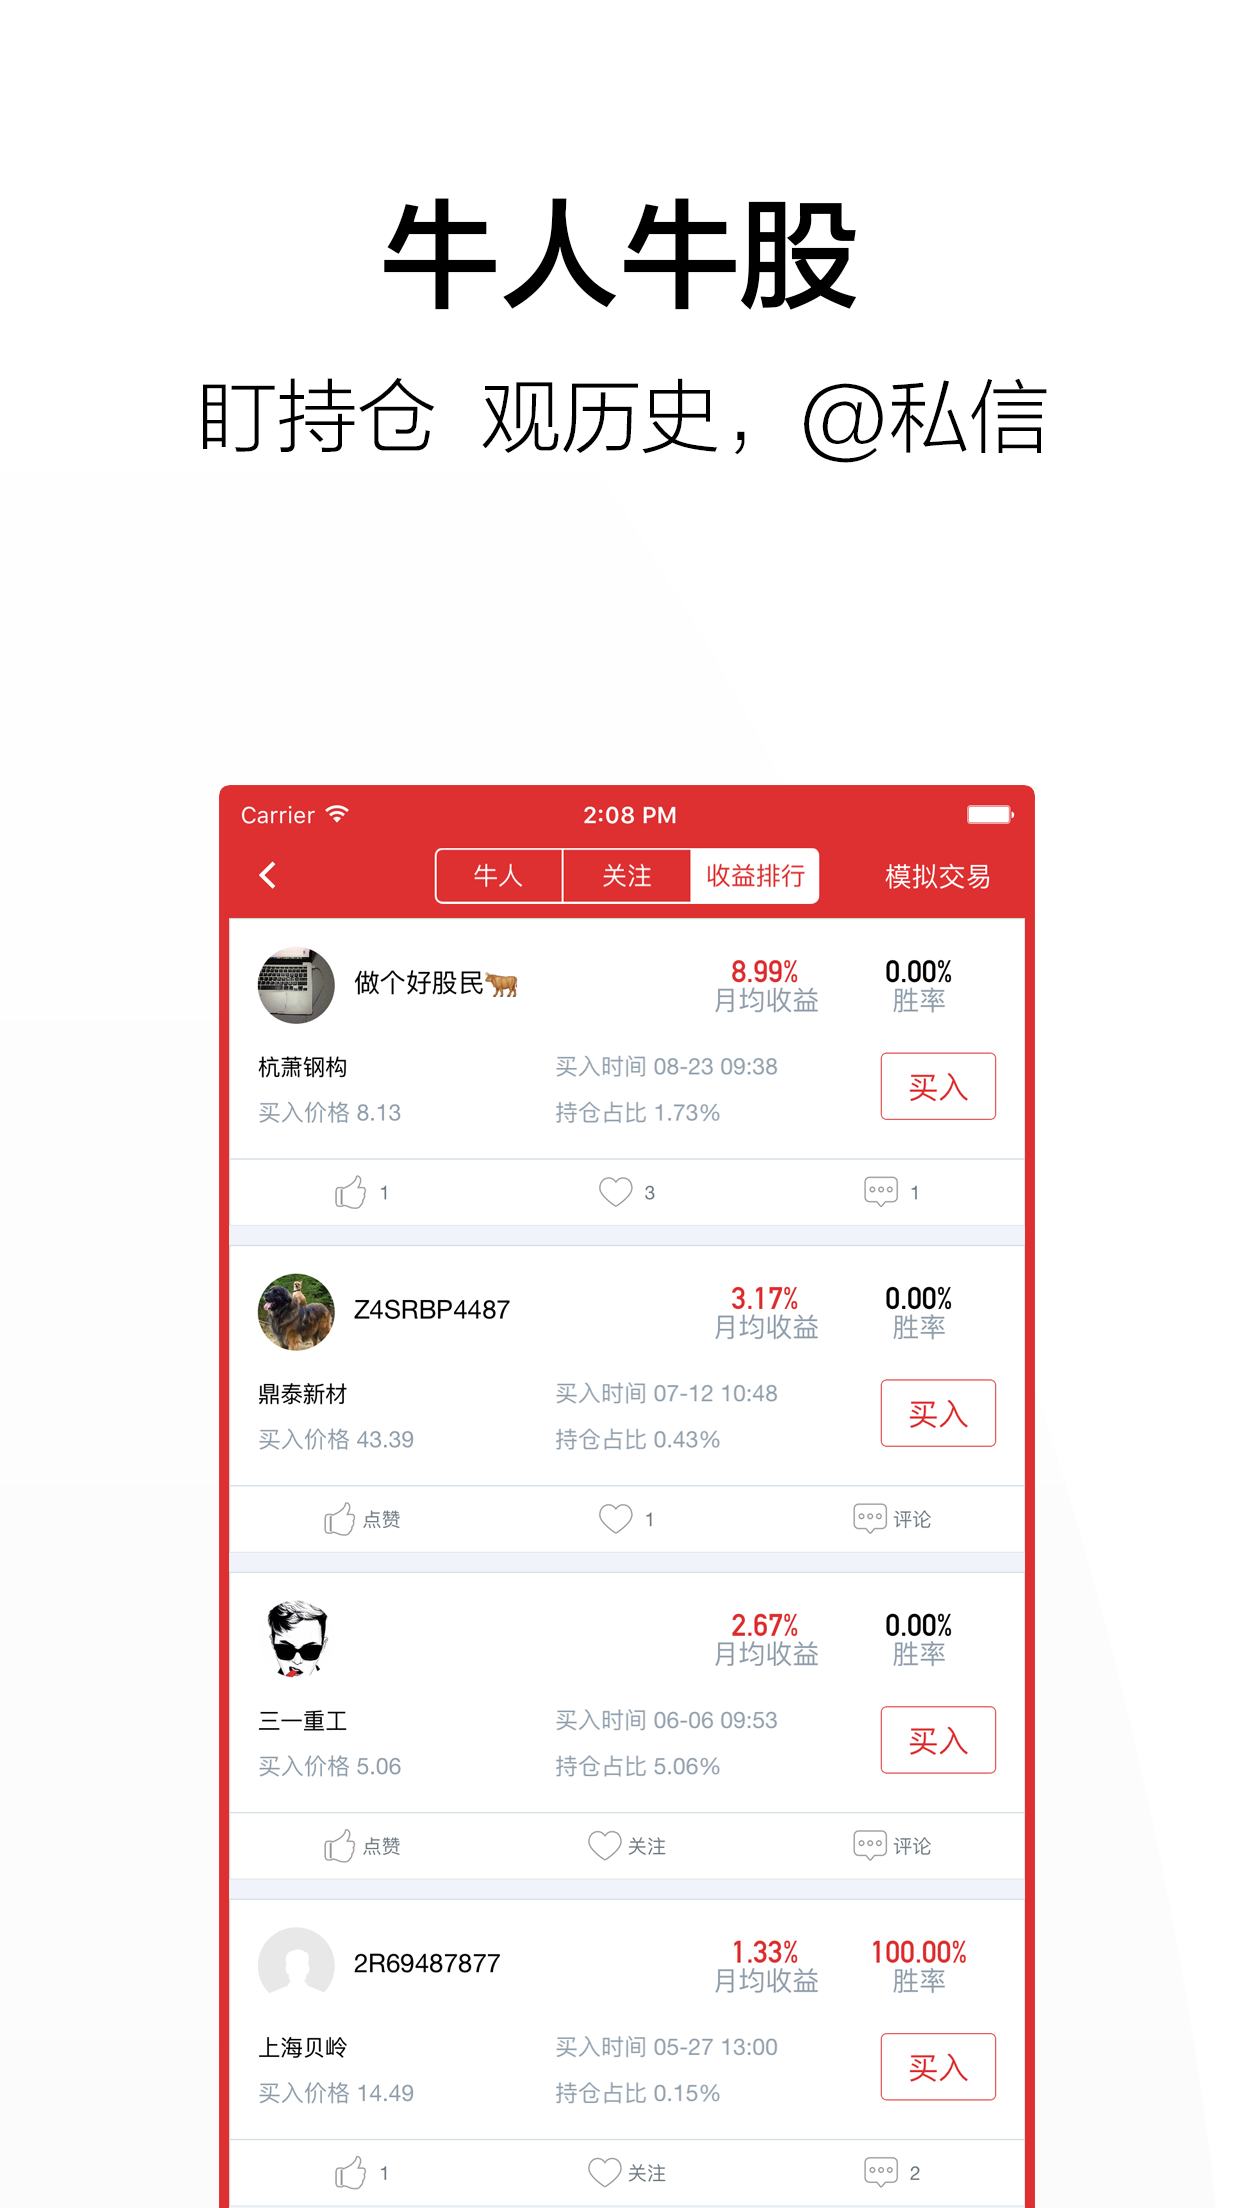 牛人牛股
盯持仓 观历史，@私信
Carrier 2:08 PM
牛人 关注 收益排行 模拟交易
做个好股民🐂 8.99% 0.00%
月均收益 胜率
杭萧钢构 买入时间 08-23 09:38
买入价格 8.13 持仓占比 1.73% 买入
1 3 1
Z4SRBP4487 3.17% 0.00%
月均收益 胜率
鼎泰新材 买入时间 07-12 10:48
买入价格 43.39 持仓占比 0.43% 买入
点赞 1 评论
2.67% 0.00%
月均收益 胜率
三一重工 买入时间 06-06 09:53
买入价格 5.06 持仓占比 5.06% 买入
点赞 关注 评论
2R69487877 1.33% 100.00%
月均收益 胜率
上海贝岭 买入时间 05-27 13:00
买入价格 14.49 持仓占比 0.15% 买入
1 关注 2